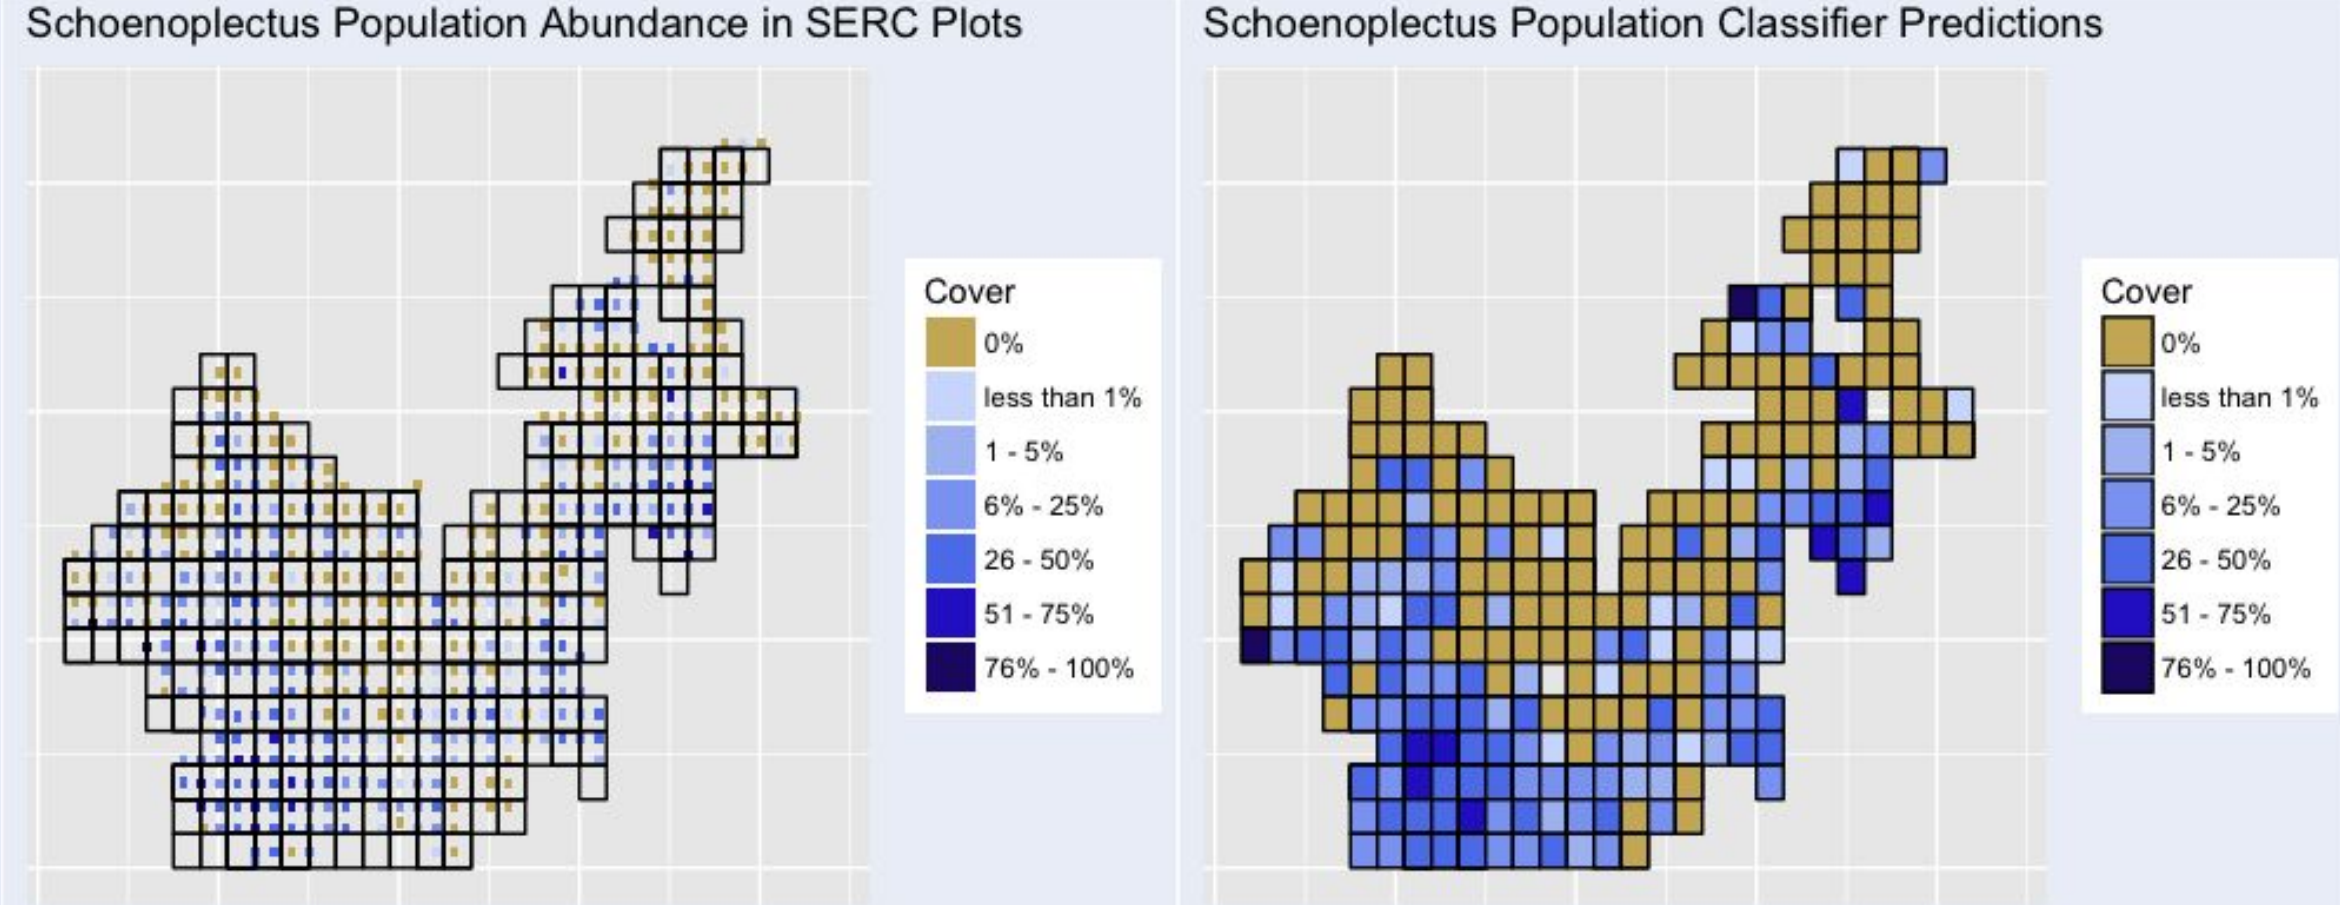 Schoenoplectus Population Abundance in SERC Plots
Cover
0%
less than 1%
1 - 5%
6% - 25%
26 - 50%
51 - 75%
76% - 100%
Schoenoplectus Population Classifier Predictions
Cover
0%
less than 1%
1 - 5%
6% - 25%
26 - 50%
51 - 75%
76% - 100%